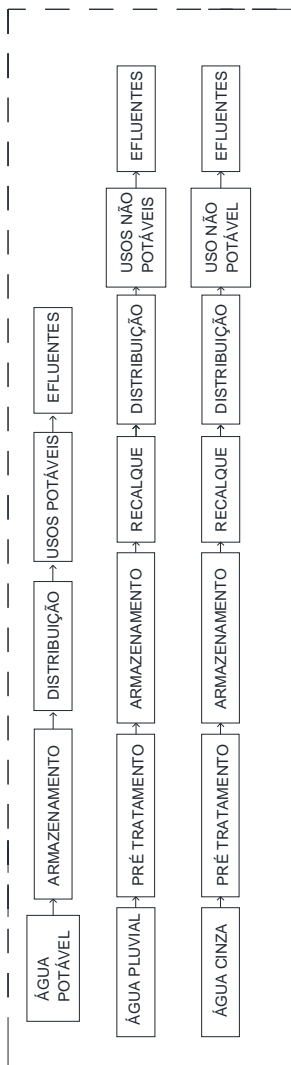 ÁGUA
POTÁVEL
ARMAZENAMENTO
DISTRIBUIÇÃO
USOS POTÁVEIS
EFLUENTES
ÁGUA PLUVIAL
PRÉ TRATAMENTO
ARMAZENAMENTO
RECALQUE
DISTRIBUIÇÃO
USOS NÃO
POTÁVEIS
EFLUENTES
ÁGUA CINZA
PRÉ TRATAMENTO
ARMAZENAMENTO
RECALQUE
DISTRIBUIÇÃO
USO NÃO
POTÁVEL
EFLUENTES